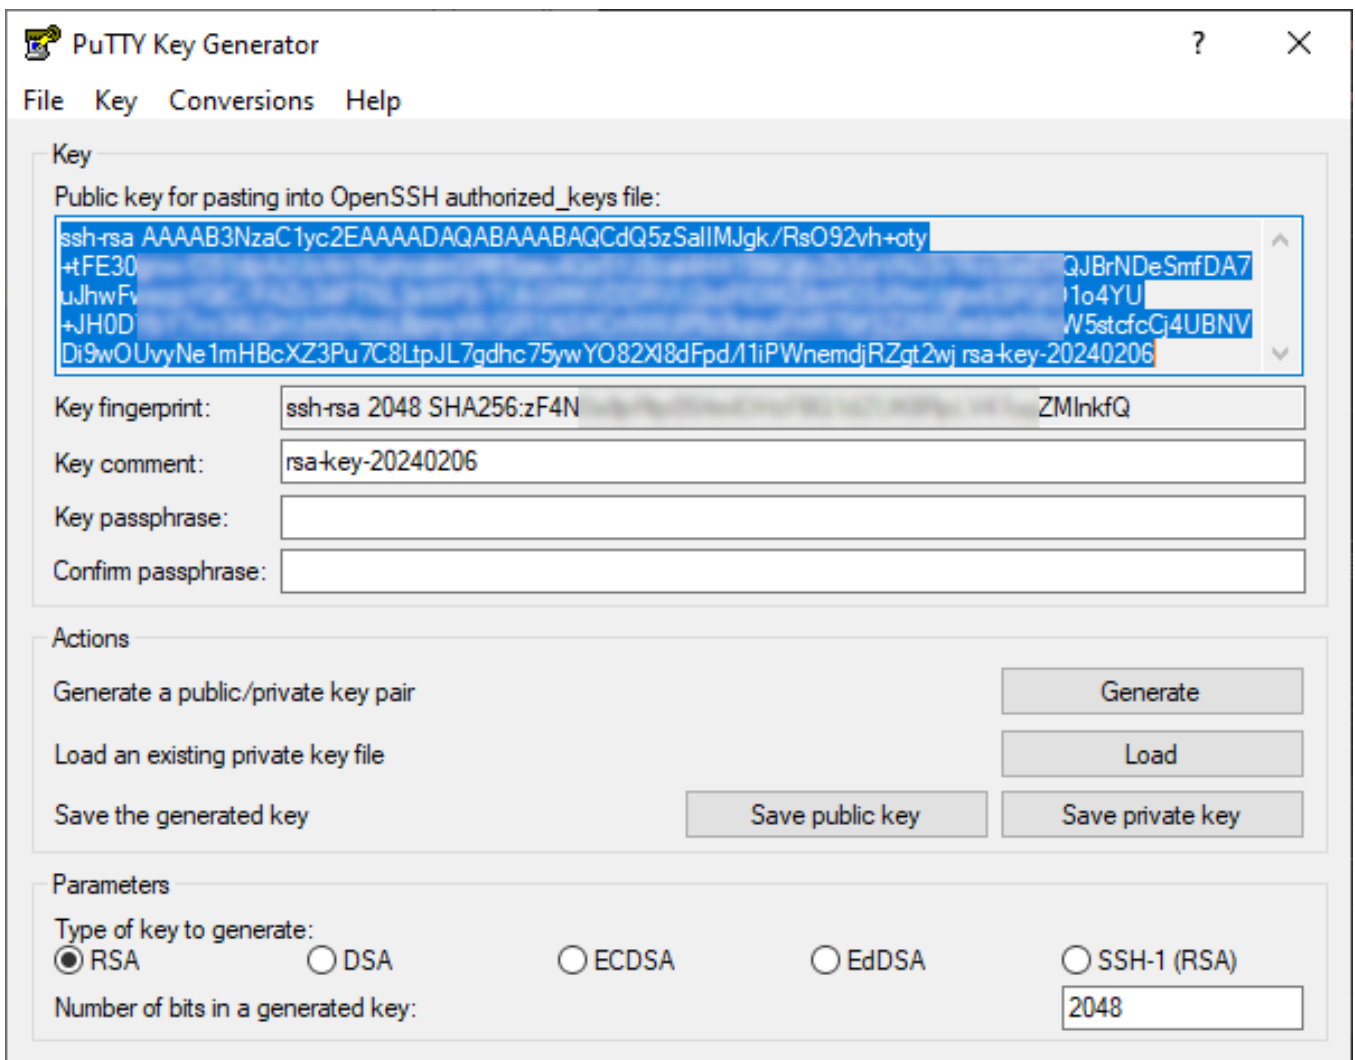 PuTTY Key Generator
?
File Key Conversions Help
Key
Public key for pasting into OpenSSH authorized_keys file:
ssh-rsa AAAAB3NzaC1yc2EAAAADAQABAAABAQCdQ5zSaIIMJgk/RsO92vh+oty
+tFE30 QJBrNDeSmfDA7
uJhwF 1o4YU
+JH0D W5stcfcCj4UBNV
Di9wOUvyNe1mHBcXZ3Pu7C8LtpJL7gdhc75ywYO82XI8dFpd/I1iPWnemdjRZgt2wj rsa-key-20240206
Key fingerprint: ssh-rsa 2048 SHA256:zF4N ZMInkfQ
Key comment: rsa-key-20240206
Key passphrase:
Confirm passphrase:
Actions
Generate a public/private key pair Generate
Load an existing private key file Load
Save the generated key Save public key Save private key
Parameters
Type of key to generate:
RSA DSA ECDSA EdDSA SSH-1 (RSA)
Number of bits in a generated key: 2048